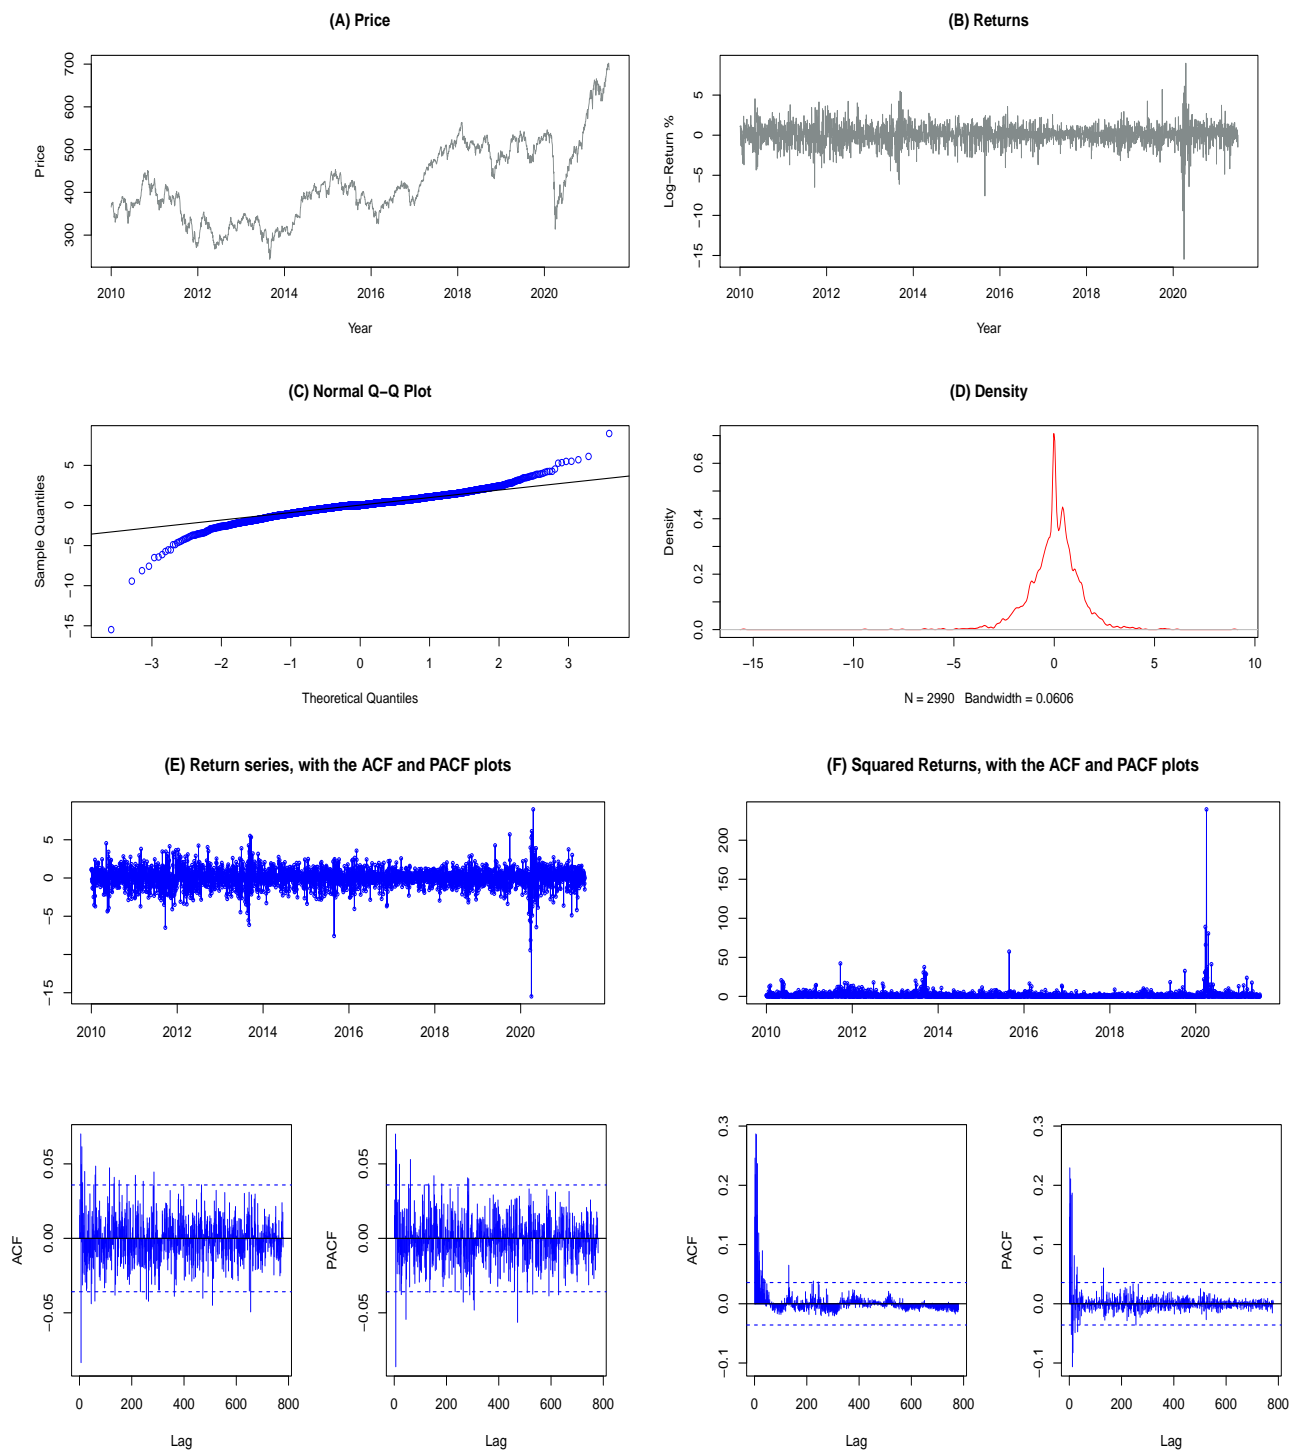 (A) Price
Price
700
600
500
400
300
2010 2012 2014 2016 2018 2020
Year
(B) Returns
Log−Return %
5
0
−5
−10
−15
2010 2012 2014 2016 2018 2020
Year
(C) Normal Q−Q Plot
Sample Quantiles
5
0
−5
−10
−15
−3 −2 −1 0 1 2 3
Theoretical Quantiles
(D) Density
Density
0.6
0.4
0.2
0.0
−15 −10 −5 0 5 10
N = 2990 Bandwidth = 0.0606
(E) Return series, with the ACF and PACF plots
5
0
−5
−15
2010 2012 2014 2016 2018 2020
(F) Squared Returns, with the ACF and PACF plots
200
150
100
50
0
2010 2012 2014 2016 2018 2020
ACF
0.05
0.00
−0.05
0 200 400 600 800
Lag
PACF
0.05
0.00
−0.05
0 200 400 600 800
Lag
ACF
0.3
0.2
0.1
0.0
−0.1
0 200 400 600 800
Lag
PACF
0.3
0.2
0.1
0.0
−0.1
0 200 400 600 800
Lag